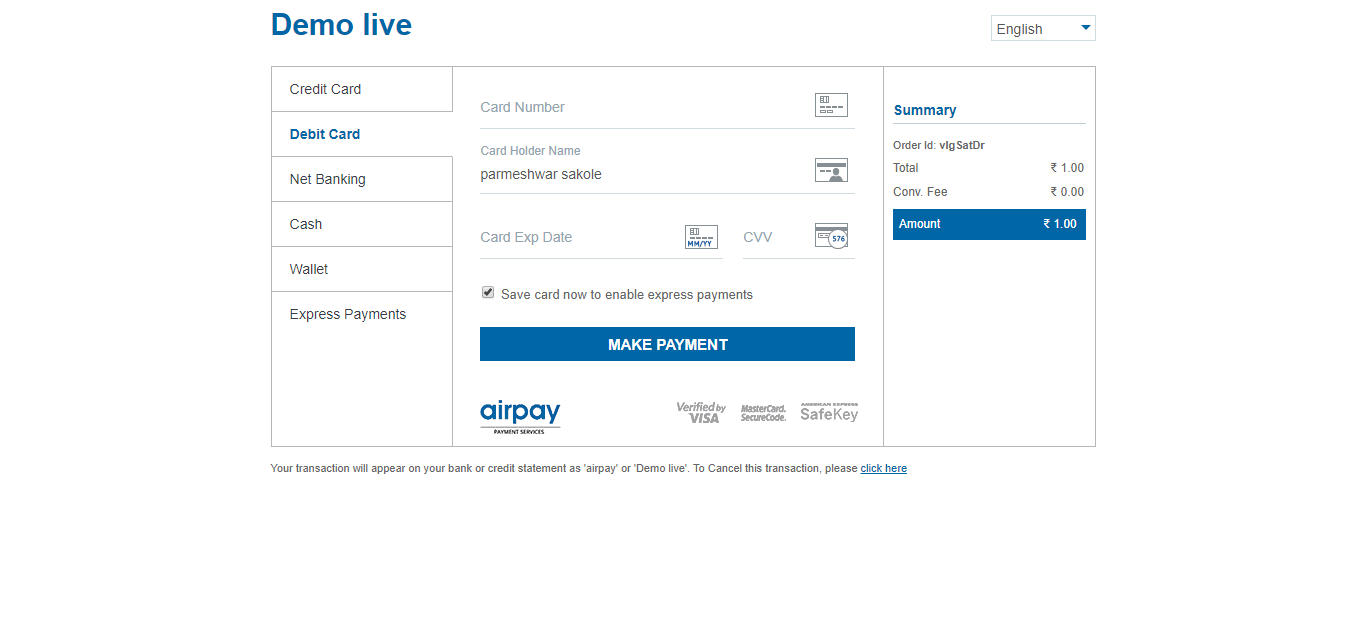 Demo live
English
Credit Card
Debit Card
Net Banking
Cash
Wallet
Express Payments
Card Number
Card Holder Name
parmeshwar sakole
Card Exp Date
MM/YY
CVV
576
Save card now to enable express payments
MAKE PAYMENT
airpay
PAYMENT SERVICES
Verified by
VISA
MasterCard.
SecureCode.
AMERICAN EXPRESS
SafeKey
Summary
Order Id: vIgSatDr
Total ₹ 1.00
Conv. Fee ₹ 0.00
Amount ₹ 1.00
Your transaction will appear on your bank or credit statement as 'airpay' or 'Demo live'. To Cancel this transaction, please click here